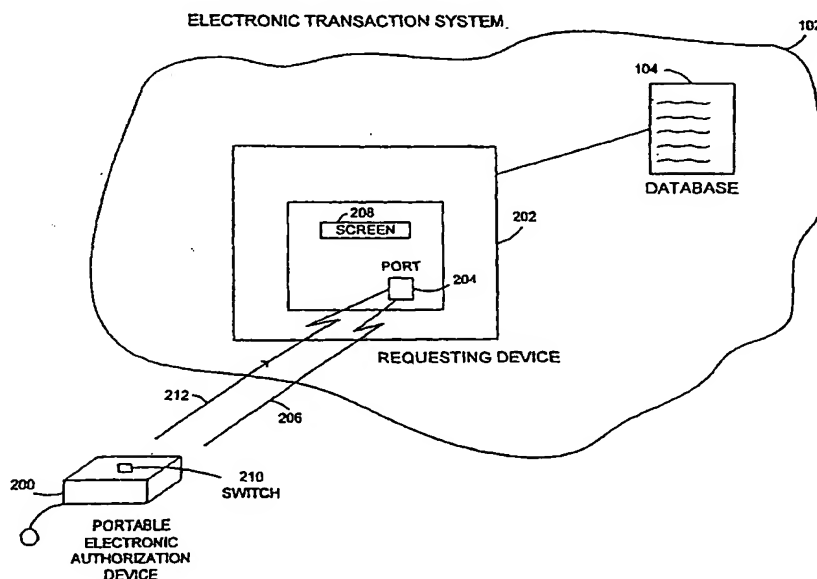 ELECTRONIC TRANSACTION SYSTEM
102
104
DATABASE
208
SCREEN
202
PORT
204
REQUESTING DEVICE
212
206
200
210
SWITCH
PORTABLE
ELECTRONIC
AUTHORIZATION
DEVICE